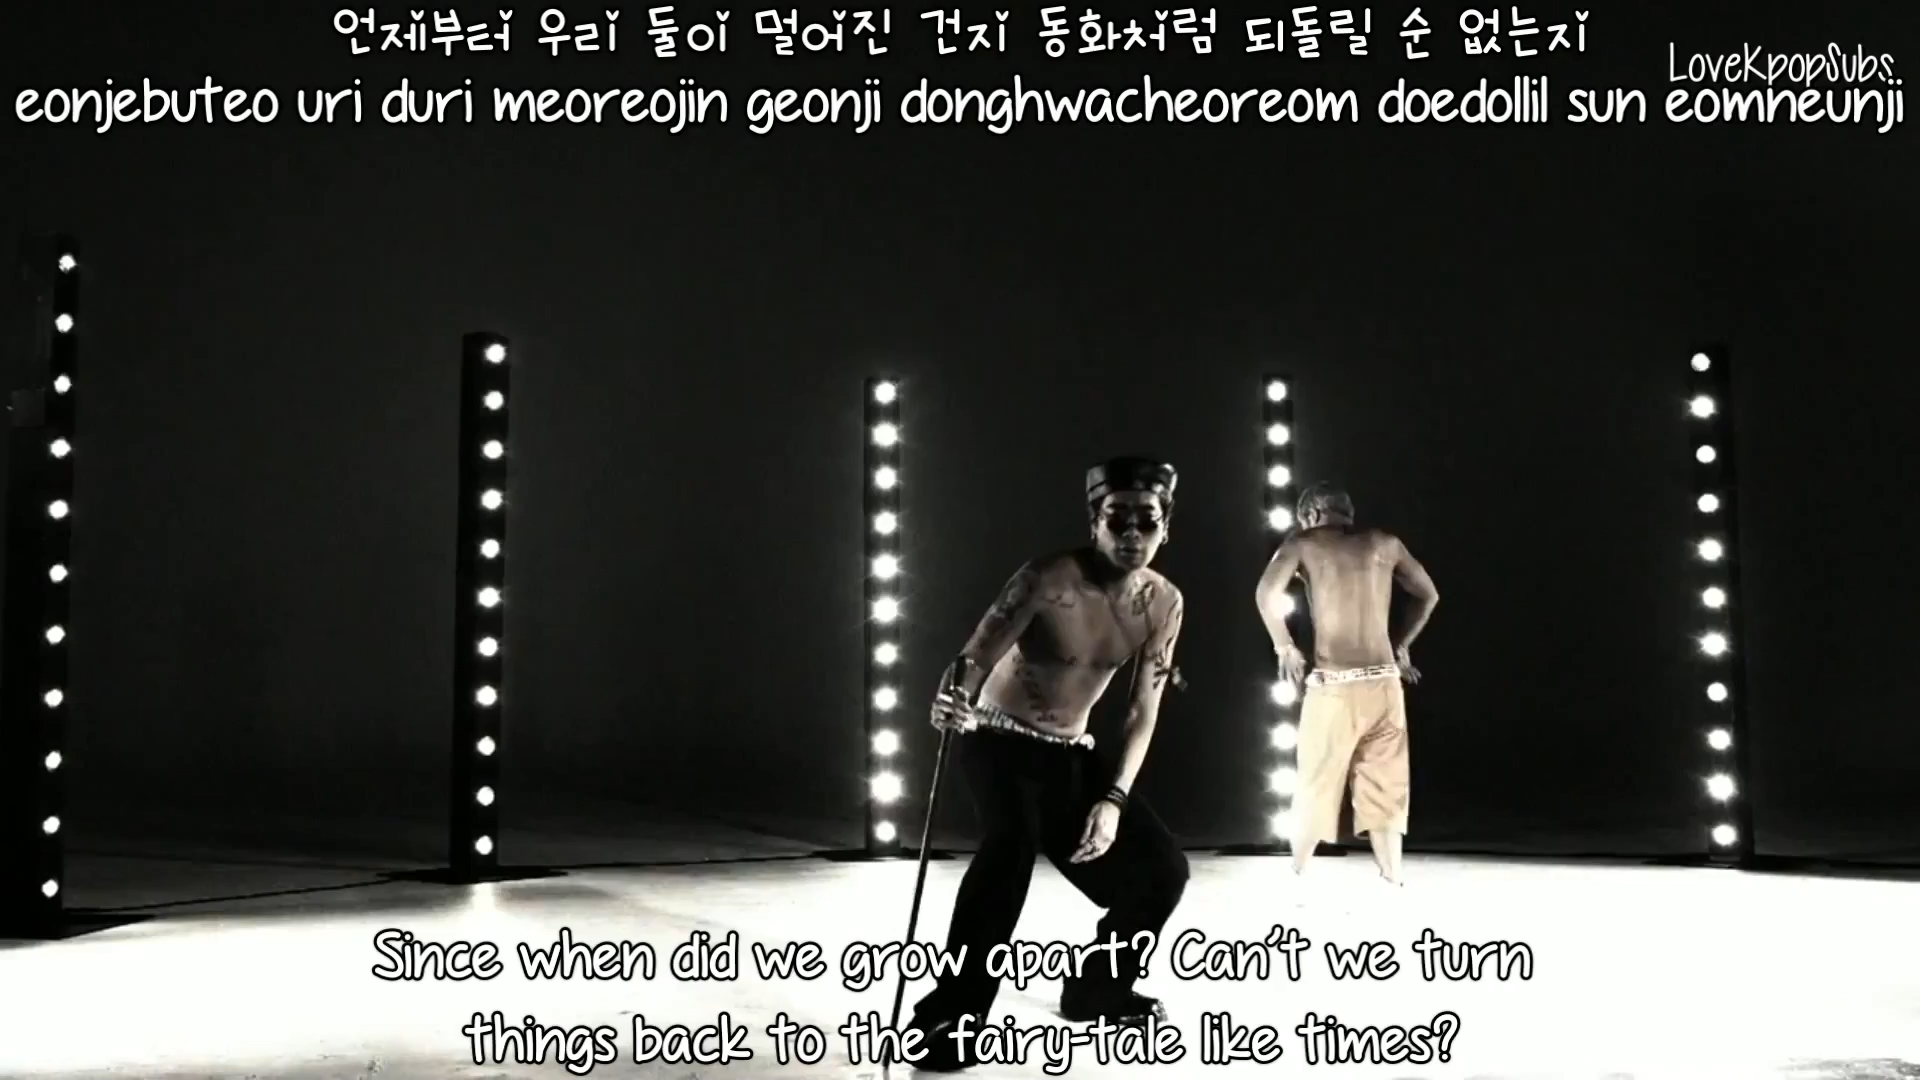 언제부터 우리 둘이 멀어진 건지 동화처럼 되돌릴 순 없는지
LoveKpopSubs
eonjebuteo uri duri meoreojin geonji donghwacheoreom doedollil sun eomneunji
Since when did we grow apart? Can't we turn
things back to the fairy-tale like times?